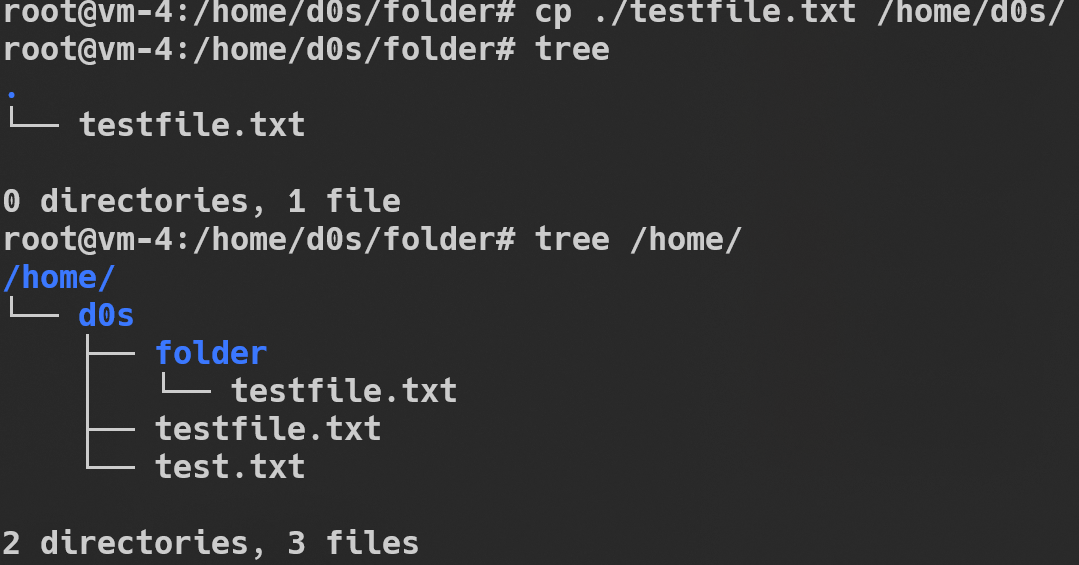 root@vm-4:/home/d0s/folder# cp ./testfile.txt /home/d0s/
root@vm-4:/home/d0s/folder# tree
.
└── testfile.txt
0 directories, 1 file
root@vm-4:/home/d0s/folder# tree /home/
/home/
└── d0s
    ├── folder
    │   └── testfile.txt
    ├── testfile.txt
    └── test.txt
2 directories, 3 files